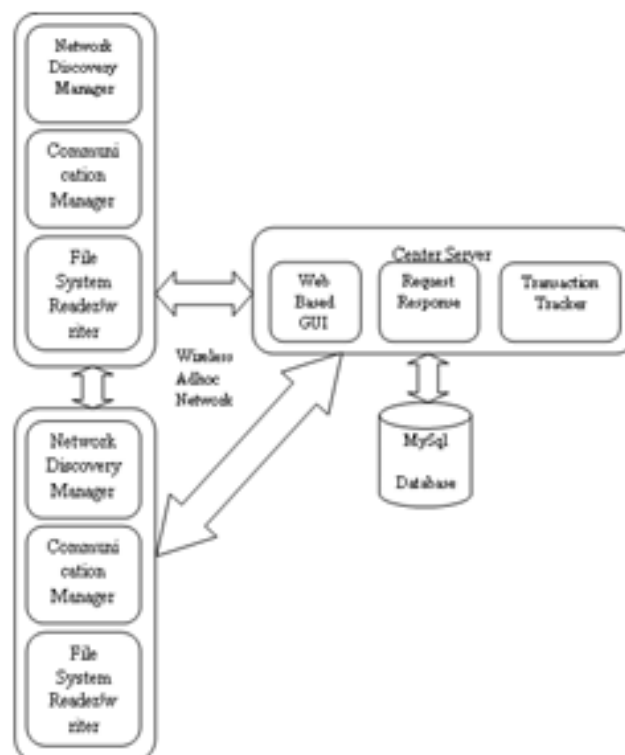 Network
Discovery
Manager
Communi
cation
Manager
File
System
Reader/w
riter
Center Server
Web
Based
GUI
Request
Response
Transaction
Tracker
Wireless
Adhoc
Network
MySql
Database
Network
Discovery
Manager
Communi
cation
Manager
File
System
Reader/w
riter